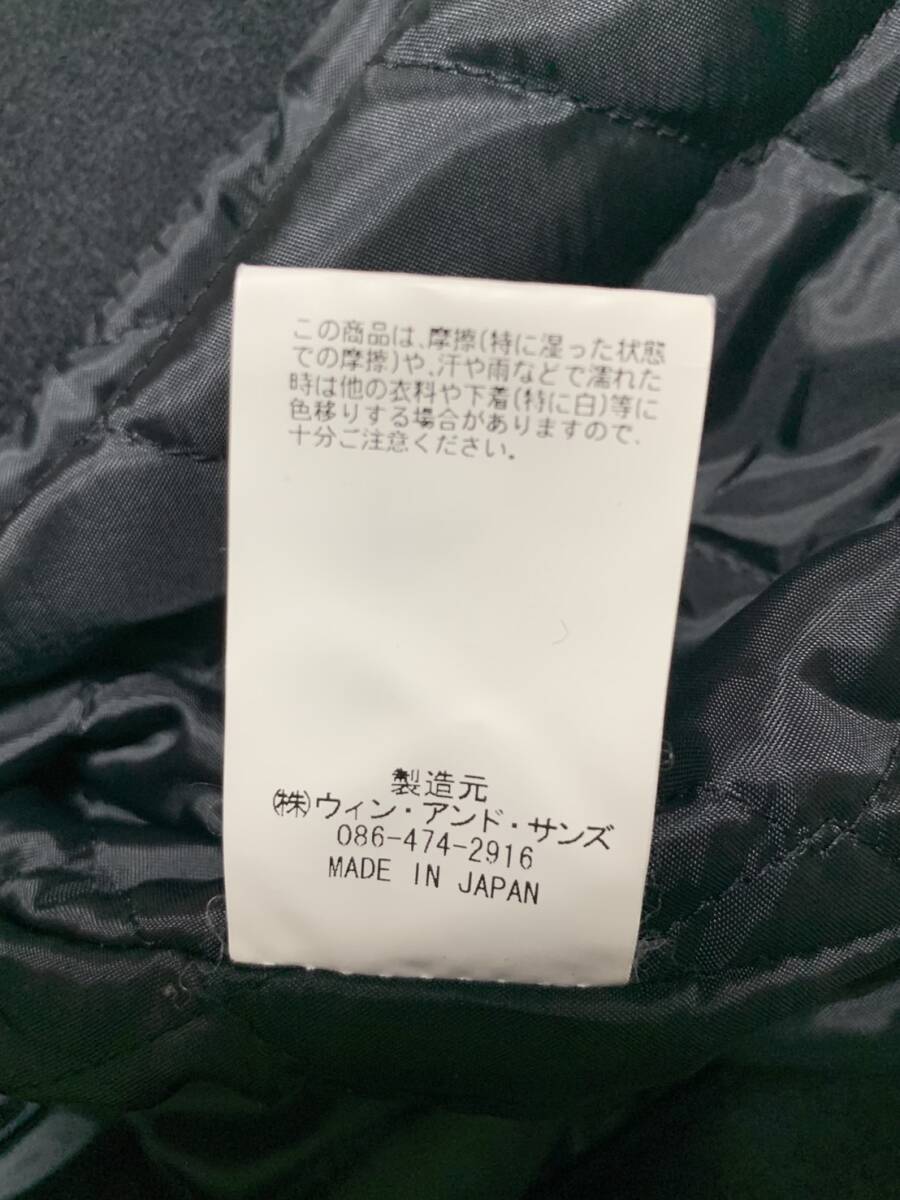 この商品は、摩擦(特に湿った状態
での摩擦)や、汗や雨などで濡れた
時は他の衣料や下着(特に白)等に
色移りする場合がありますので、
十分ご注意ください。
製造元
㈱ウィン・アンド・サンズ
086-474-2916
MADE IN JAPAN